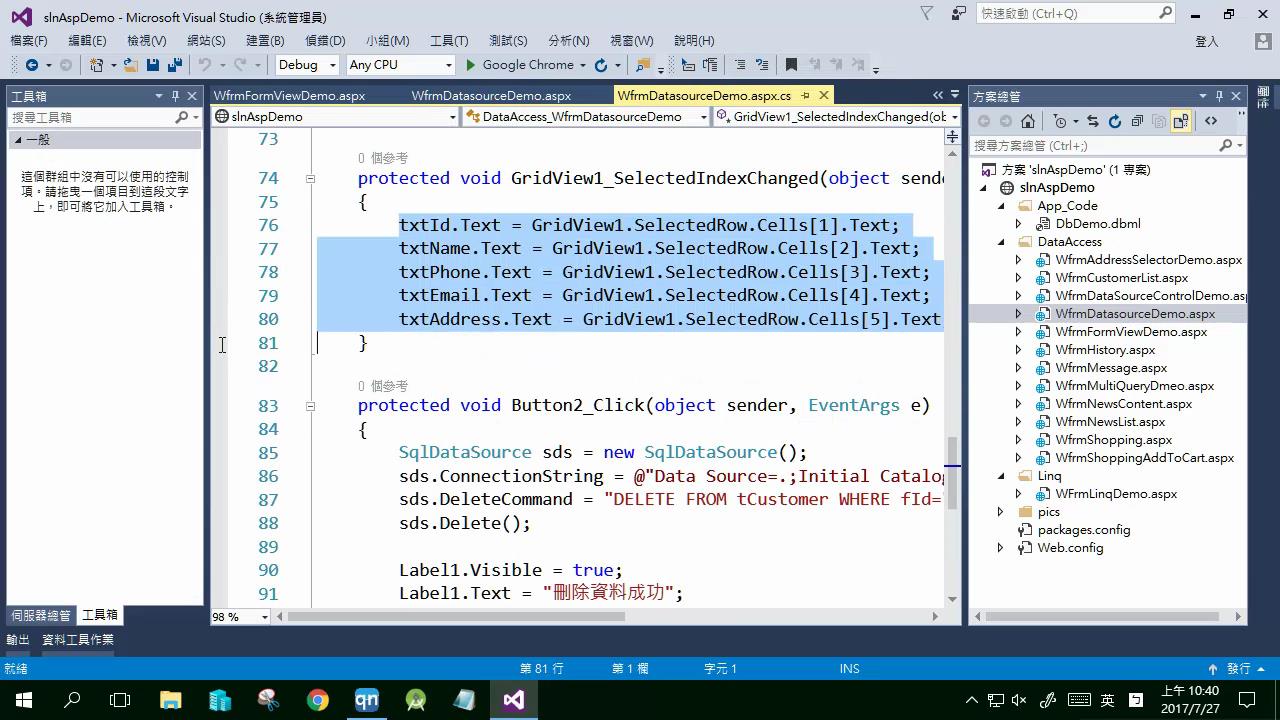 slnAspDemo - Microsoft Visual Studio (系統管理員)
快速啟動 (Ctrl+Q)
檔案(F) 編輯(E) 檢視(V) 網站(S) 建置(B) 偵錯(D) 小組(M) 工具(T) 測試(S) 分析(N) 視窗(W) 說明(H) 登入
Debug Any CPU Google Chrome
工具箱
搜尋工具箱
一般
這個群組中沒有可以使用的控制
項。請拖曳一個項目到這段文字
上，即可將它加入工具箱。
伺服器總管 工具箱
WfrmFormViewDemo.aspx WfrmDatasourceDemo.aspx WfrmDatasourceDemo.aspx.cs
slnAspDemo DataAccess_WfrmDatasourceDemo GridView1_SelectedIndexChanged(ob
73
0 個參考
74 protected void GridView1_SelectedIndexChanged(object sende
75 {
76 txtId.Text = GridView1.SelectedRow.Cells[1].Text;
77 txtName.Text = GridView1.SelectedRow.Cells[2].Text;
78 txtPhone.Text = GridView1.SelectedRow.Cells[3].Text;
79 txtEmail.Text = GridView1.SelectedRow.Cells[4].Text;
80 txtAddress.Text = GridView1.SelectedRow.Cells[5].Text
81 }
82
0 個參考
83 protected void Button2_Click(object sender, EventArgs e)
84 {
85 SqlDataSource sds = new SqlDataSource();
86 sds.ConnectionString = @"Data Source=.;Initial Catalog
87 sds.DeleteCommand = "DELETE FROM tCustomer WHERE fId=
88 sds.Delete();
89
90 Label1.Visible = true;
91 Label1.Text = "刪除資料成功";
98 %
方案總管
搜尋方案總管 (Ctrl+;)
方案 'slnAspDemo' (1 專案)
slnAspDemo
App_Code
DbDemo.dbml
DataAccess
WfrmAddressSelectorDemo.aspx
WfrmCustomerList.aspx
WfrmDataSourceControlDemo.asp
WfrmDatasourceDemo.aspx
WfrmFormViewDemo.aspx
WfrmHistory.aspx
WfrmMessage.aspx
WfrmMultiQueryDmeo.aspx
WfrmNewsContent.aspx
WfrmNewsList.aspx
WfrmShopping.aspx
WfrmShoppingAddToCart.aspx
Linq
WFrmLinqDemo.aspx
pics
packages.config
Web.config
輸出 資料工具作業
就緒 第 81 行 第 1 欄 字元 1 INS 發行
qn 英 上午 10:40
2017/7/27